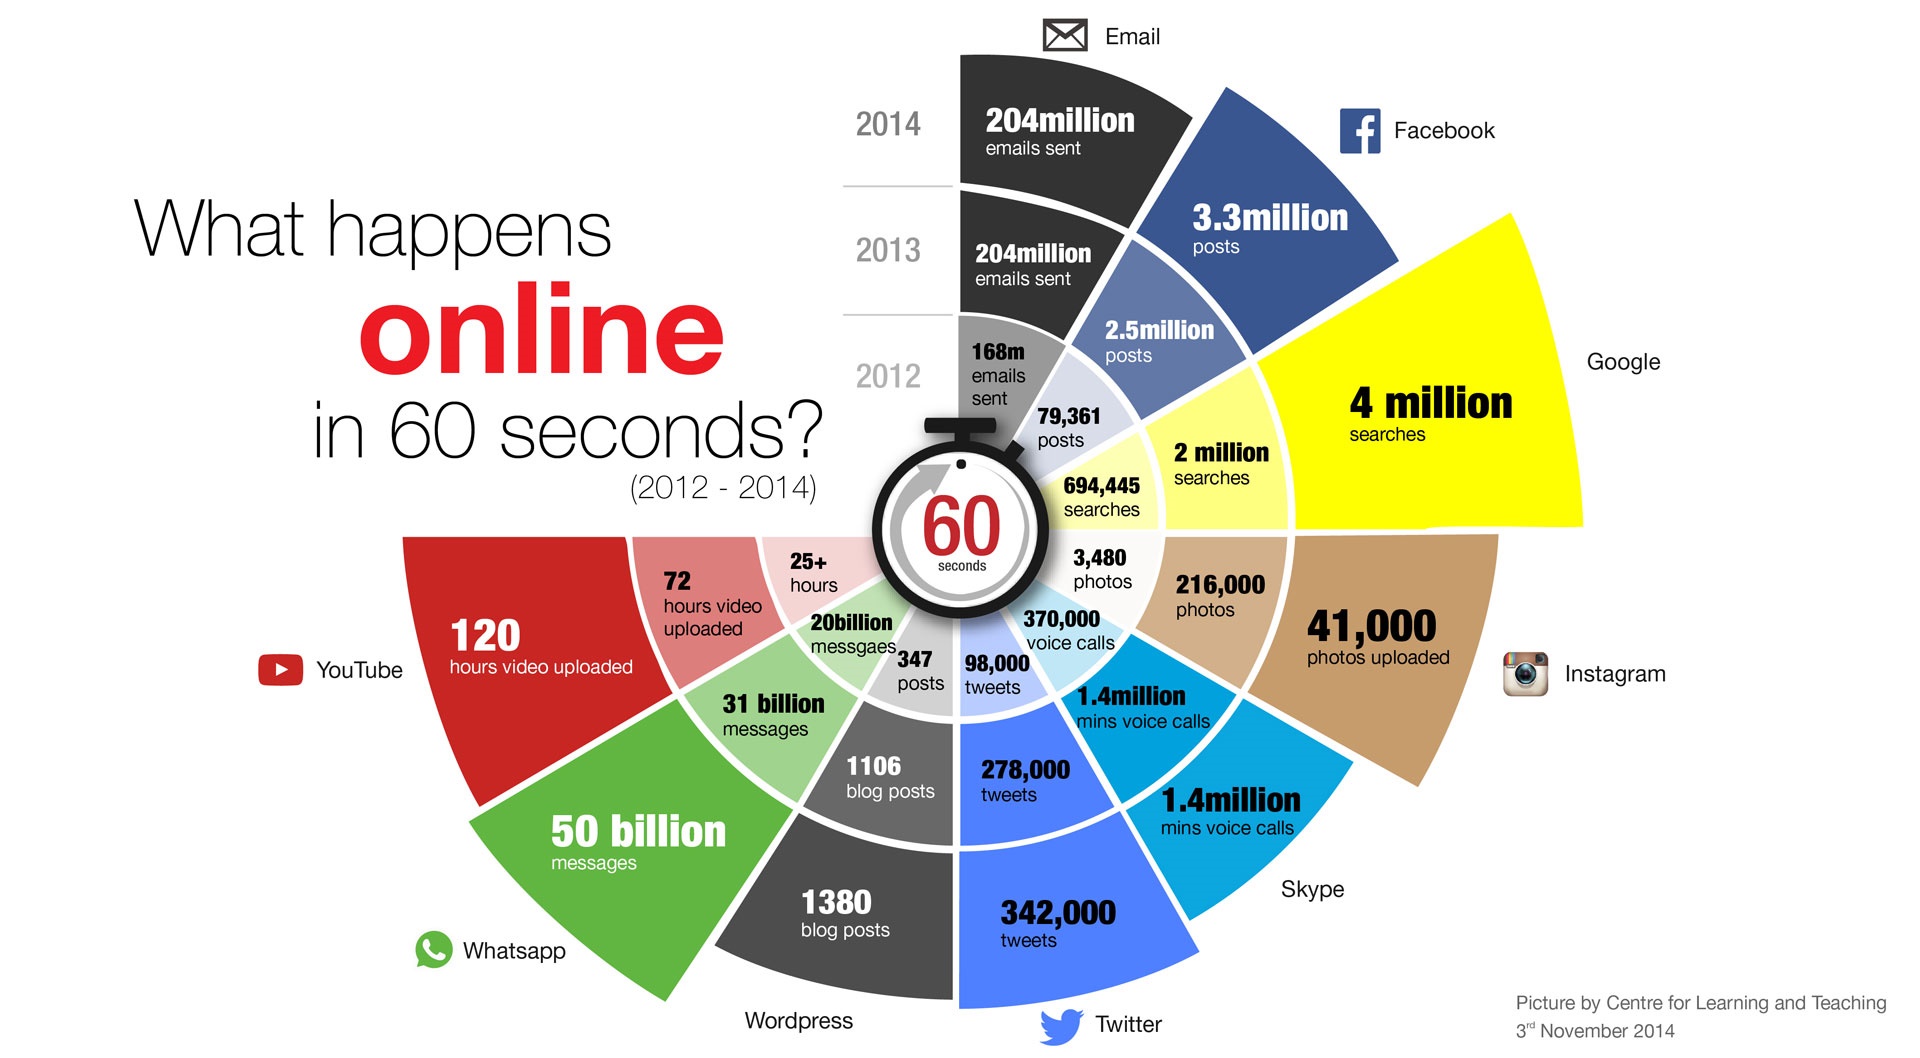 What happens
online
in 60 seconds?
(2012 - 2014)
2014
2013
2012
Email
204million
emails sent
204million
emails sent
168m
emails
sent
Facebook
3.3million
posts
2.5million
posts
79,361
posts
Google
4 million
searches
2 million
searches
694,445
searches
Instagram
41,000
photos uploaded
216,000
photos
3,480
photos
Skype
1.4million
mins voice calls
1.4million
mins voice calls
370,000
voice calls
Twitter
342,000
tweets
278,000
tweets
98,000
tweets
Wordpress
1380
blog posts
1106
blog posts
347
posts
Whatsapp
50 billion
messages
31 billion
messages
20billion
messgaes
YouTube
120
hours video uploaded
72
hours video
uploaded
25+
hours
60
seconds
Picture by Centre for Learning and Teaching
3rd November 2014